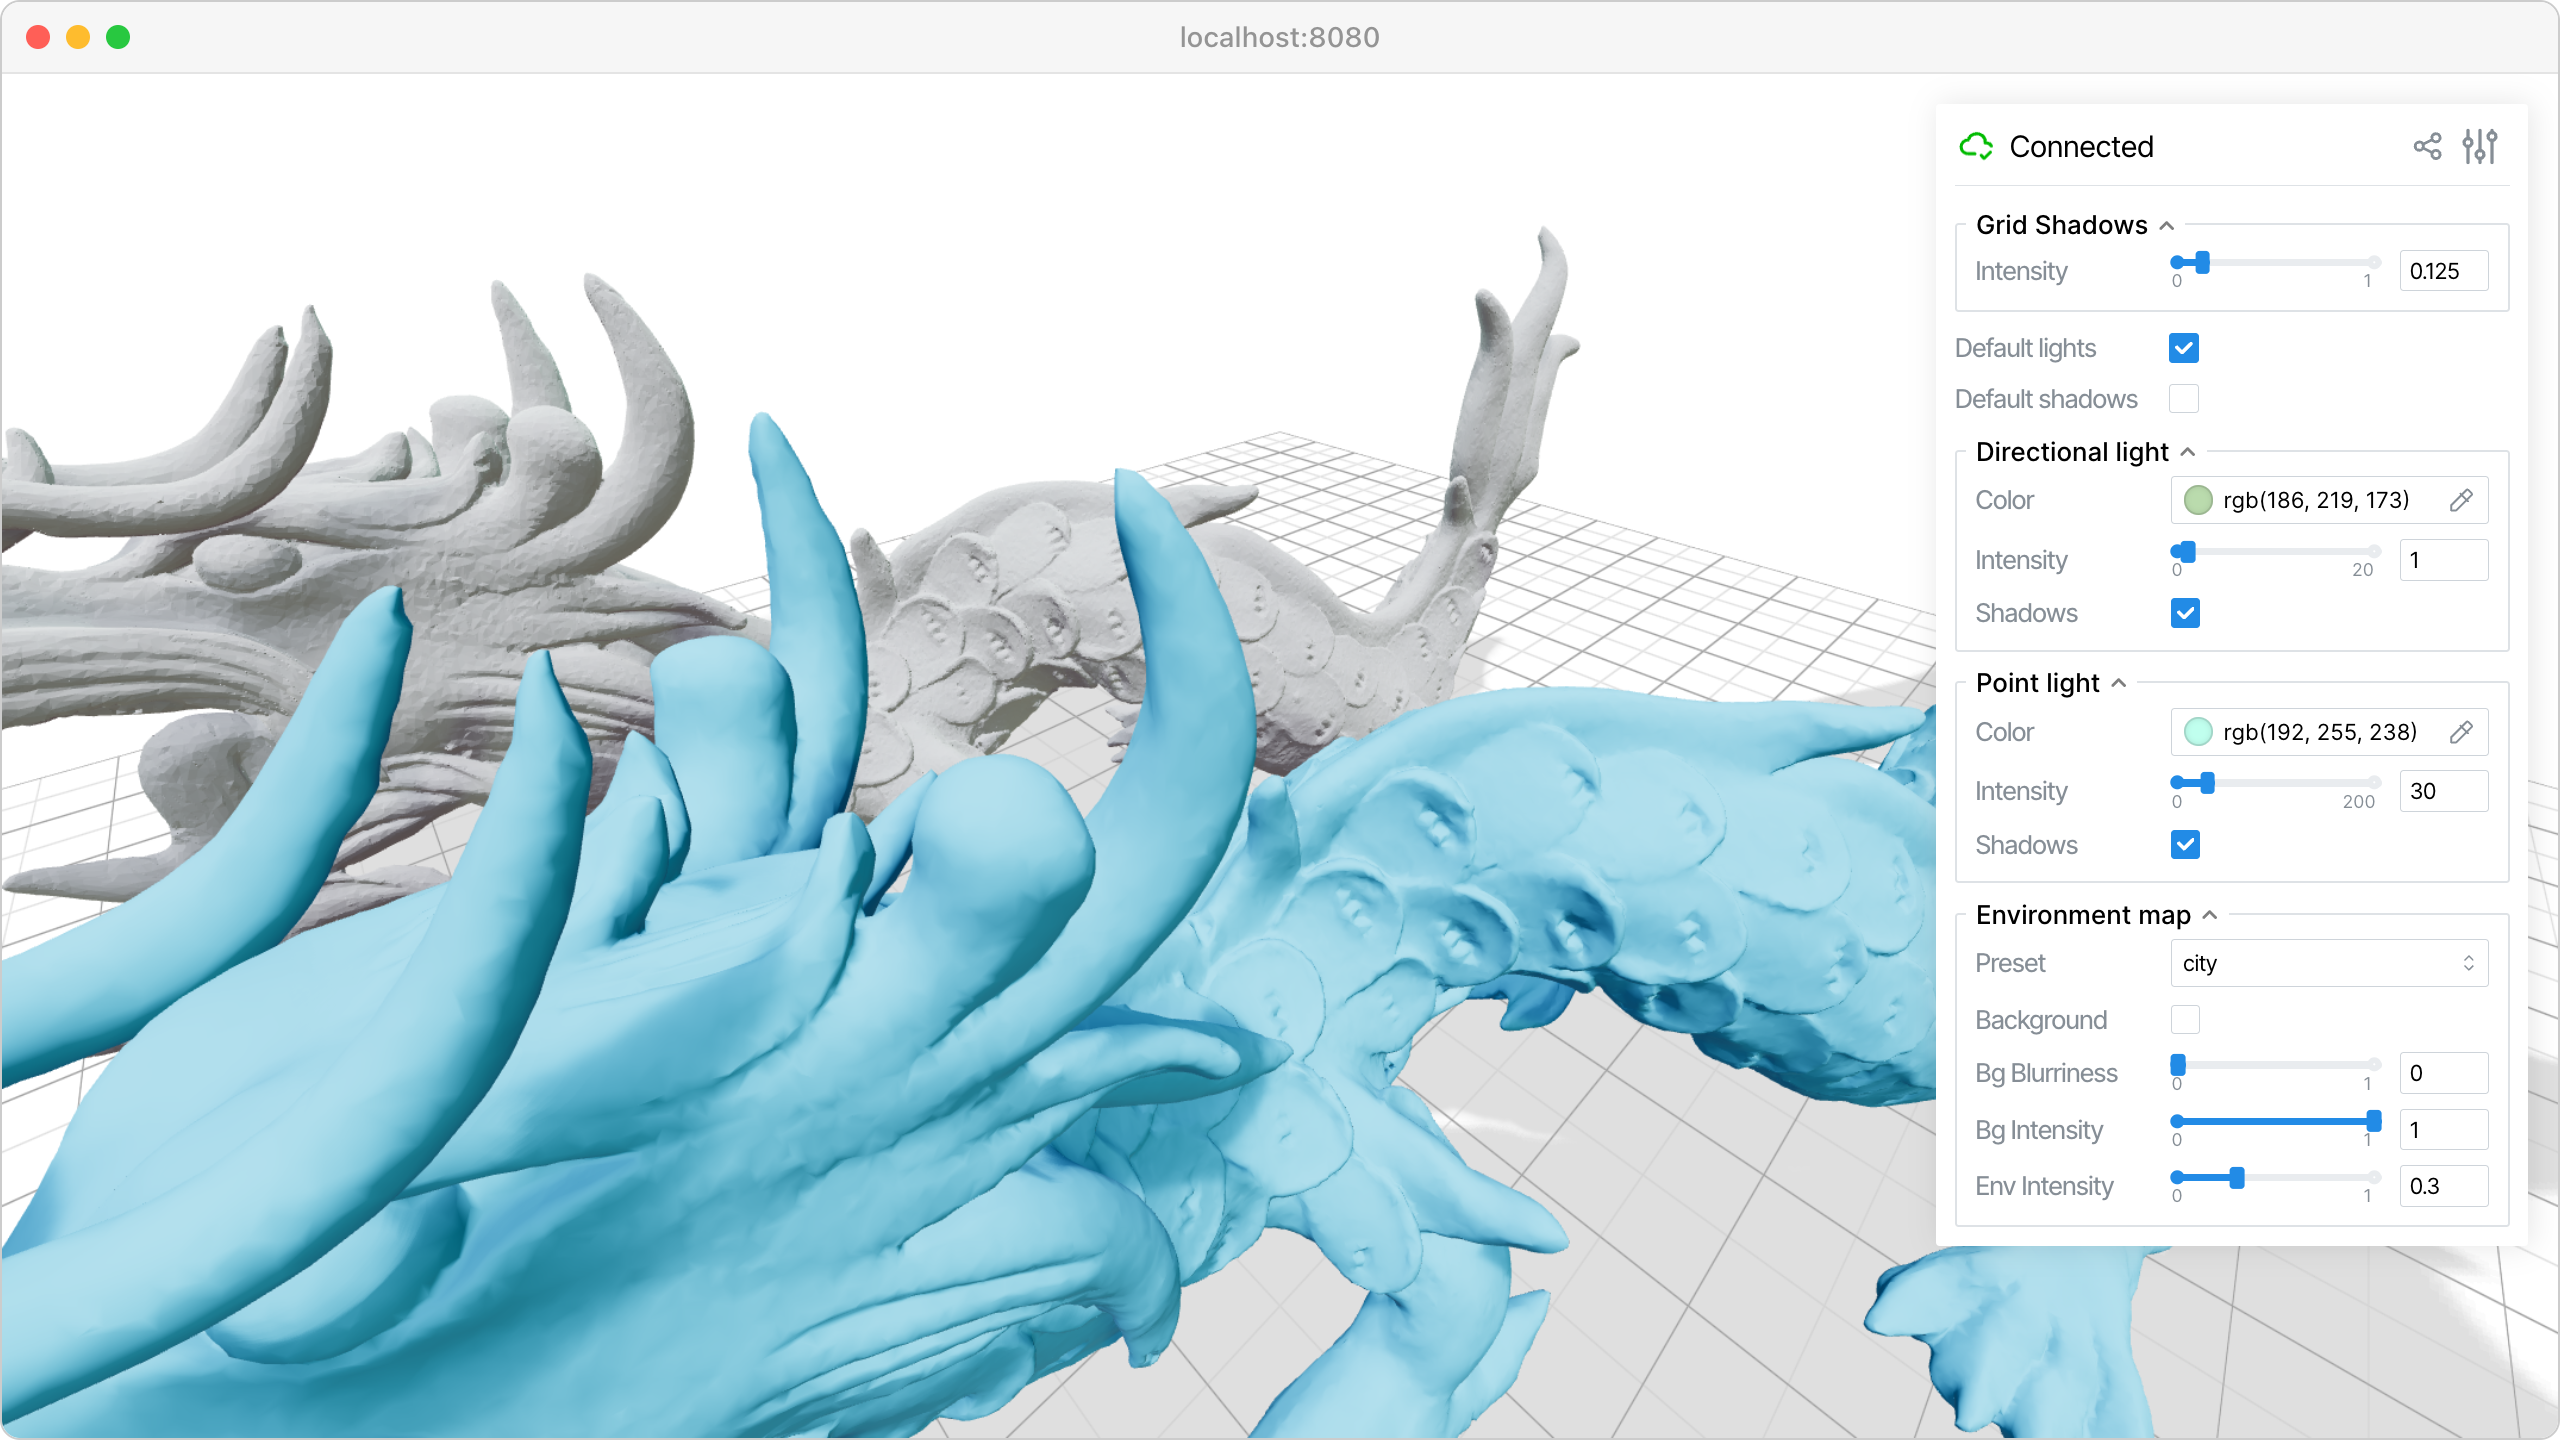 localhost:8080
Connected
Grid Shadows
Intensity
0
1
0.125
Default lights
Default shadows
Directional light
Color
rgb(186, 219, 173)
Intensity
0
20
1
Shadows
Point light
Color
rgb(192, 255, 238)
Intensity
0
200
30
Shadows
Environment map
Preset
city
Background
Bg Blurriness
0
1
0
Bg Intensity
0
1
1
Env Intensity
0
1
0.3